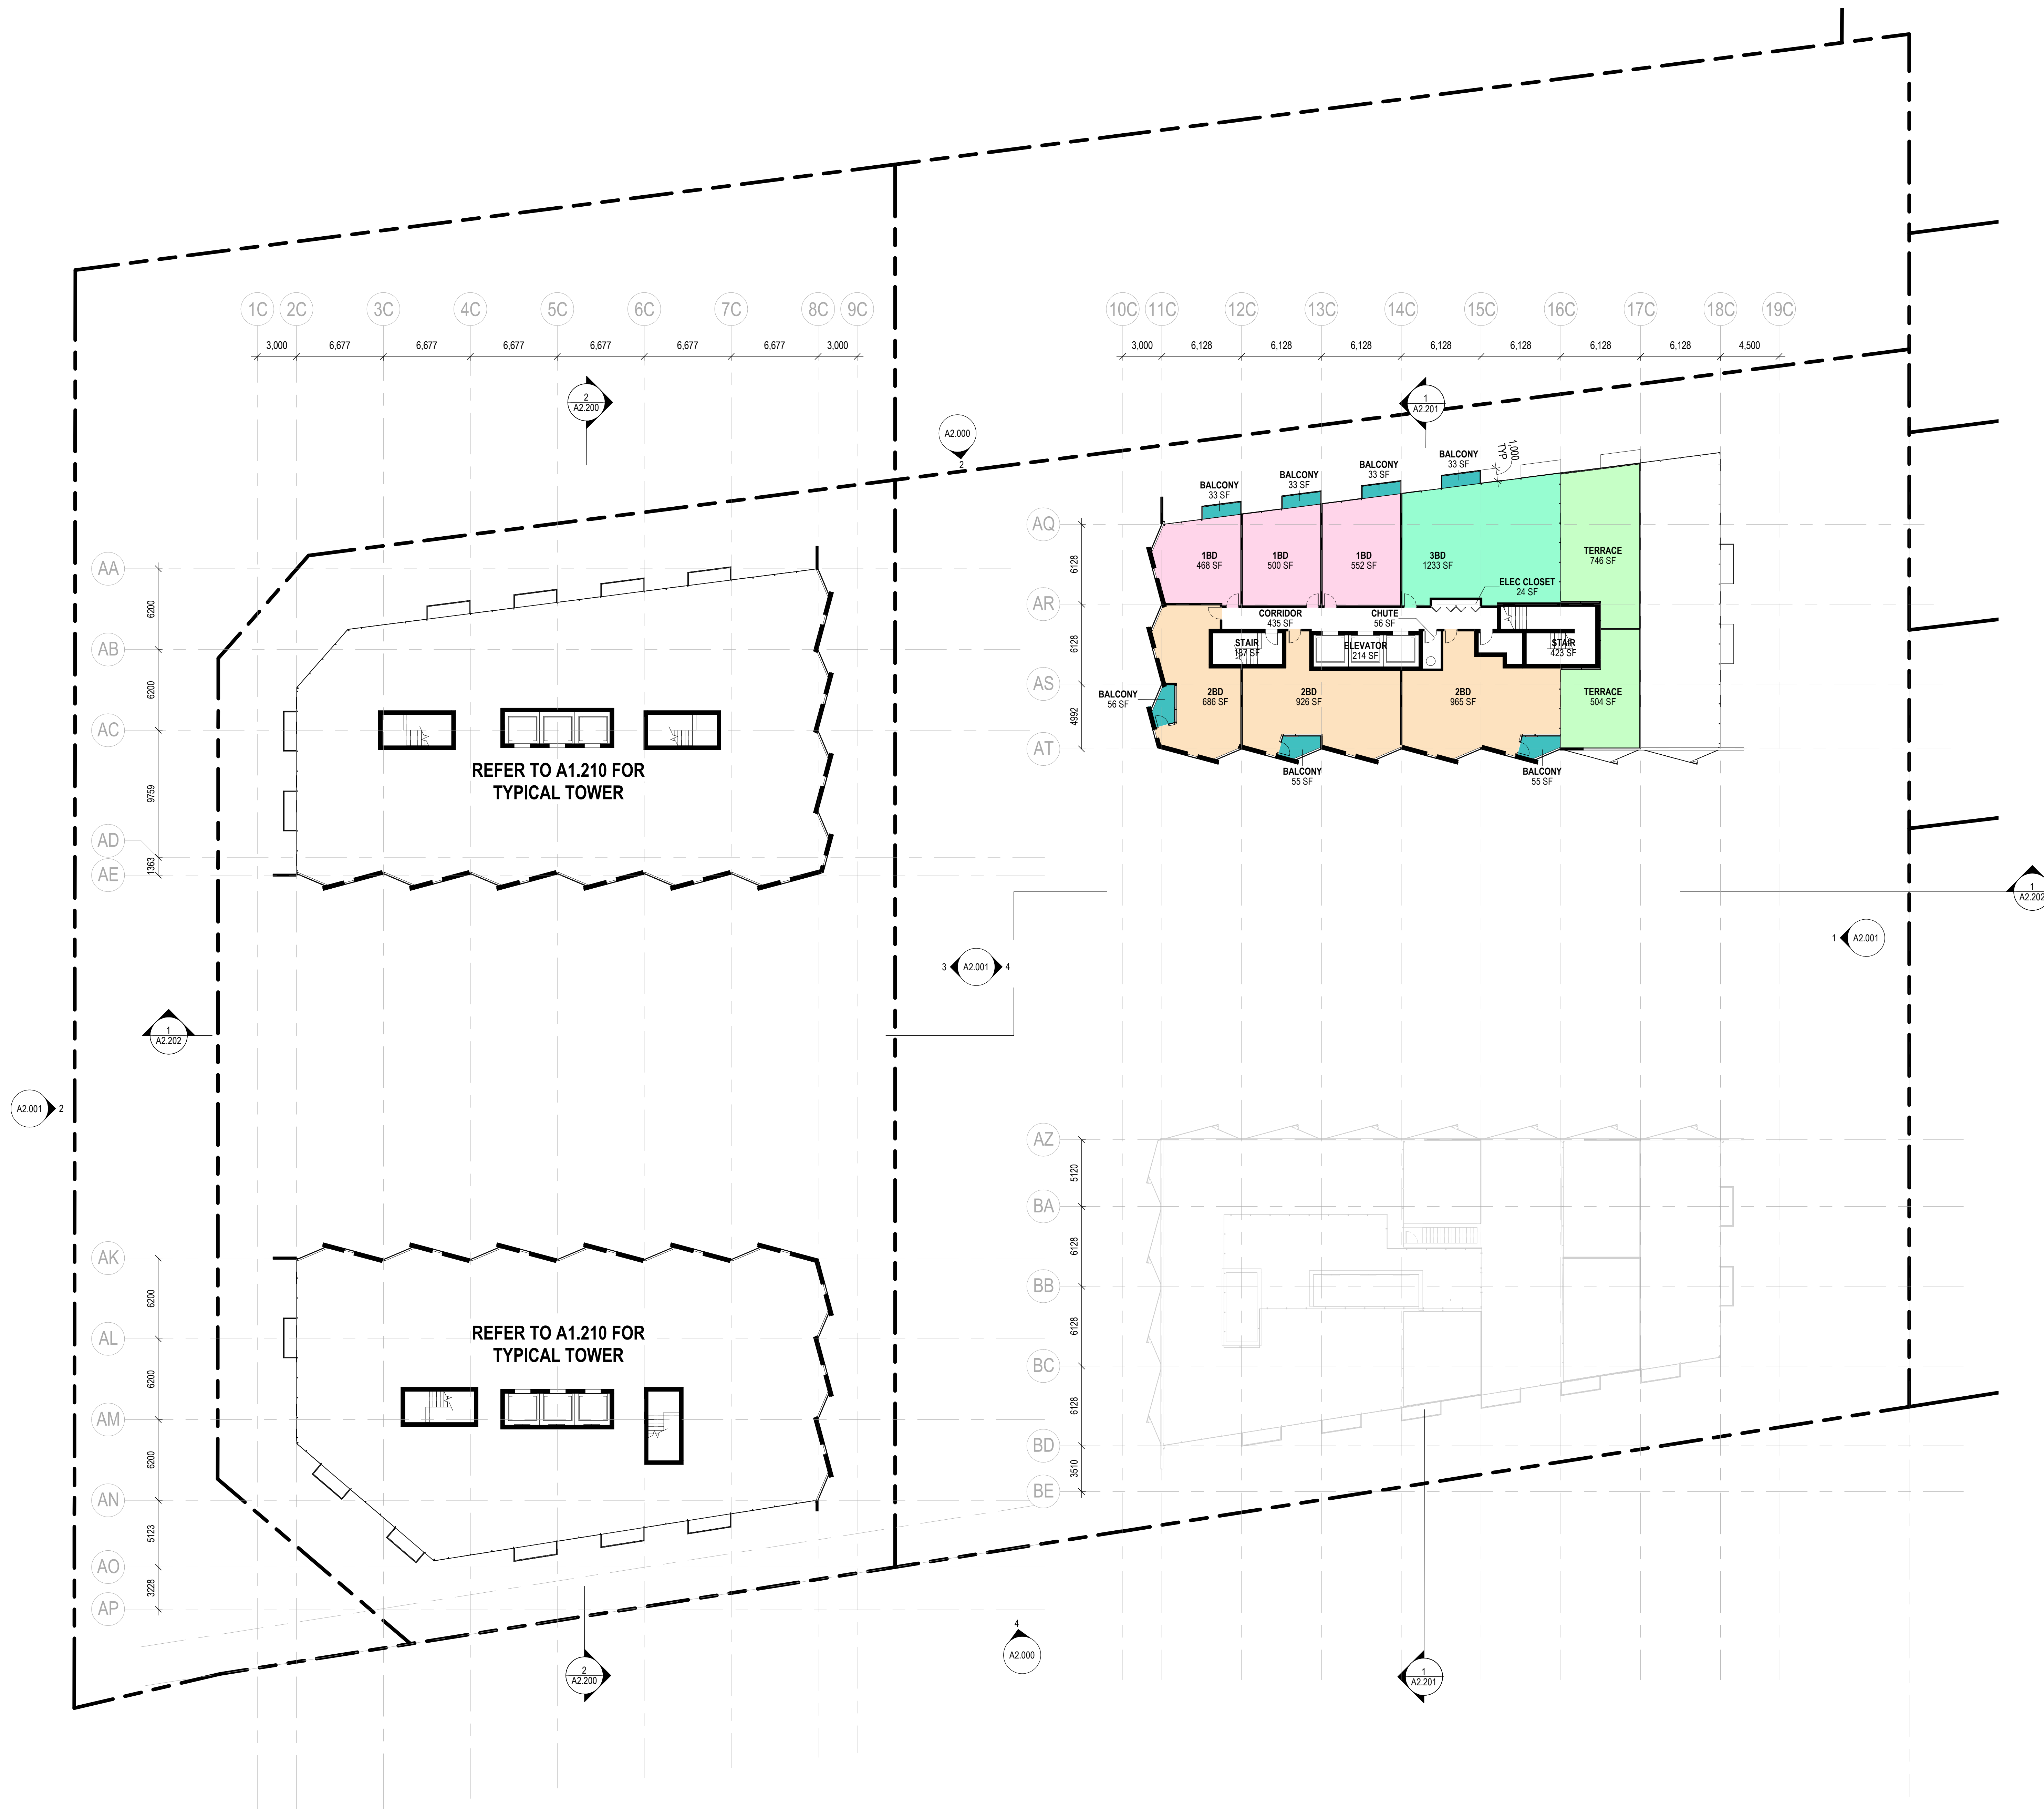 1C 2C 3C 4C 5C 6C 7C 8C 9C 10C 11C 12C 13C 14C 15C 16C 17C 18C 19C
3,000 6,677 6,677 6,677 6,677 6,677 6,677 3,000 3,000 6,128 6,128 6,128 6,128 6,128 6,128 6,128 4,500
2
A2.200
1
A2.201
A2.000
2
1,000
TYP
BALCONY
33 SF
BALCONY
33 SF
BALCONY
33 SF
BALCONY
33 SF
AQ
6128
AR
6128
AS
4992
AT
1BD
468 SF
1BD
500 SF
1BD
552 SF
3BD
1233 SF
TERRACE
746 SF
ELEC CLOSET
24 SF
CORRIDOR
435 SF
CHUTE
56 SF
STAIR
ELEVATOR
214 SF
STAIR
423 SF
BALCONY
56 SF
2BD
686 SF
2BD
926 SF
2BD
965 SF
TERRACE
504 SF
BALCONY
55 SF
BALCONY
55 SF
AA
6200
AB
6200
AC
9759
AD
1363
AE
REFER TO A1.210 FOR
TYPICAL TOWER
1
A2.202
1 A2.001
3 A2.001 4
1
A2.202
A2.001 2
AK
6200
AL
6200
AM
6200
AN
5123
AO
3228
AP
REFER TO A1.210 FOR
TYPICAL TOWER
AZ
5120
BA
6128
BB
6128
BC
6128
BD
3510
BE
2
A2.200
4
A2.000
1
A2.201